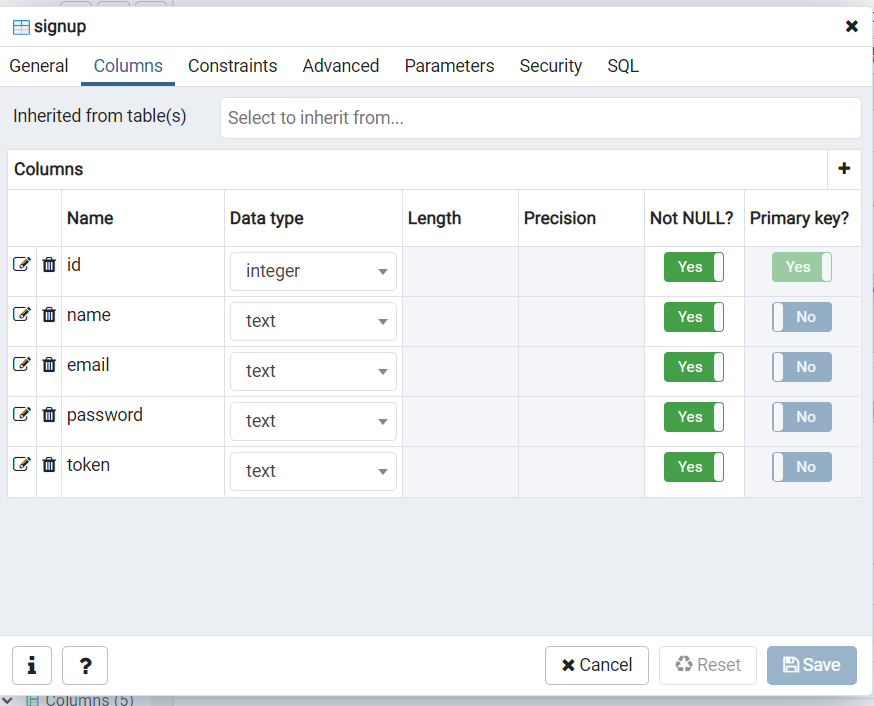 signup
General Columns Constraints Advanced Parameters Security SQL
Inherited from table(s) Select to inherit from...
Columns
Name Data type Length Precision Not NULL? Primary key?
id integer Yes Yes
name text Yes No
email text Yes No
password text Yes No
token text Yes No
Cancel Reset Save
Columns (5)